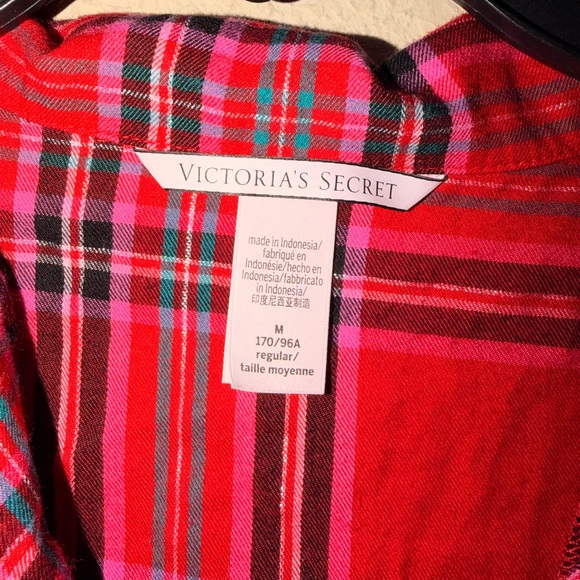 VICTORIA'S SECRET
made in Indonesia/
fabriqué en
Indonésie/hecho en
Indonesia/fabbricato
in Indonesia/
印度尼西亚制造
M
170/96A
regular/
taille moyenne